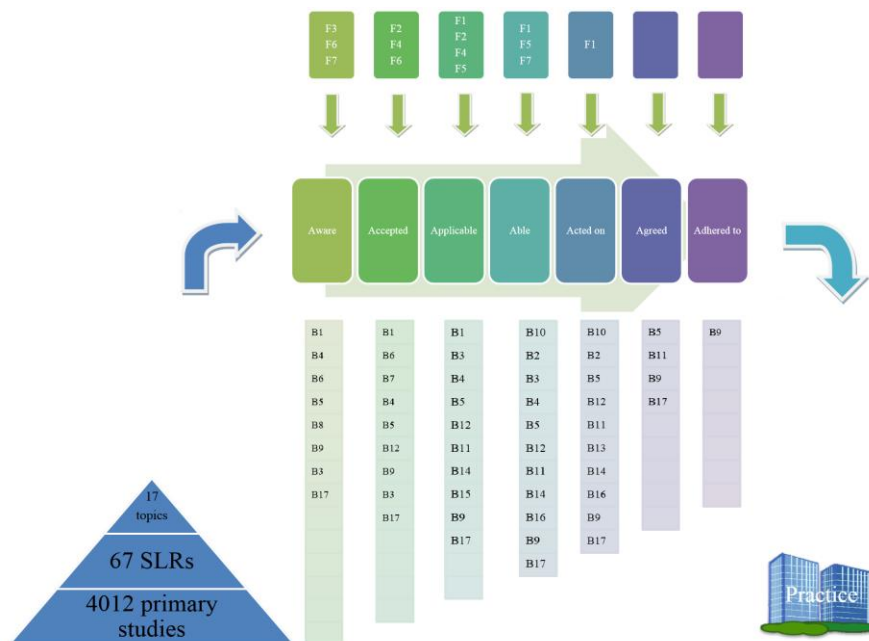 F3
F6
F7
F2
F4
F6
F1
F2
F4
F5
F1
F5
F7
F1
Aware
Accepted
Applicable
Able
Acted on
Agreed
Adhered to
B1
B4
B6
B5
B8
B9
B3
B17
B1
B6
B7
B4
B5
B12
B9
B3
B17
B1
B3
B4
B5
B12
B11
B14
B15
B9
B17
B10
B2
B3
B4
B5
B12
B11
B14
B16
B9
B17
B10
B2
B5
B12
B11
B13
B14
B16
B9
B17
B5
B11
B9
B17
B9
17
topics
67 SLRs
4012 primary
studies
Practice